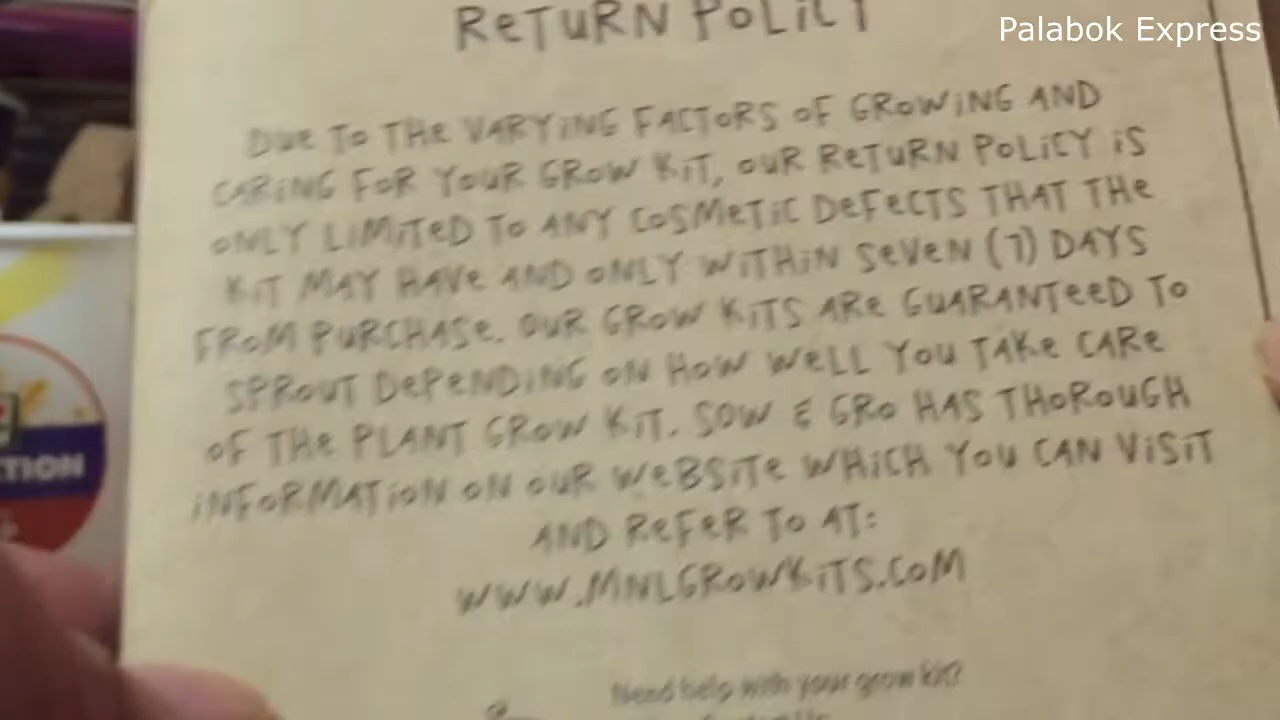 Palabok Express
RETURN POLICY
DUE TO THE VARYING FACTORS OF GROWING AND
CARING FOR YOUR GROW KIT, OUR RETURN POLICY IS
ONLY LIMITED TO ANY COSMETIC DEFECTS THAT THE
KIT MAY HAVE AND ONLY WITHIN SEVEN (7) DAYS
FROM PURCHASE. OUR GROW KITS ARE GUARANTEED TO
SPROUT DEPENDING ON HOW WELL YOU TAKE CARE
OF THE PLANT GROW KIT. SOW & GRO HAS THOROUGH
INFORMATION ON OUR WEBSITE WHICH YOU CAN VISIT
AND REFER TO AT:
WWW.MNLGROWKITS.COM
Need help with your grow kit?
TION